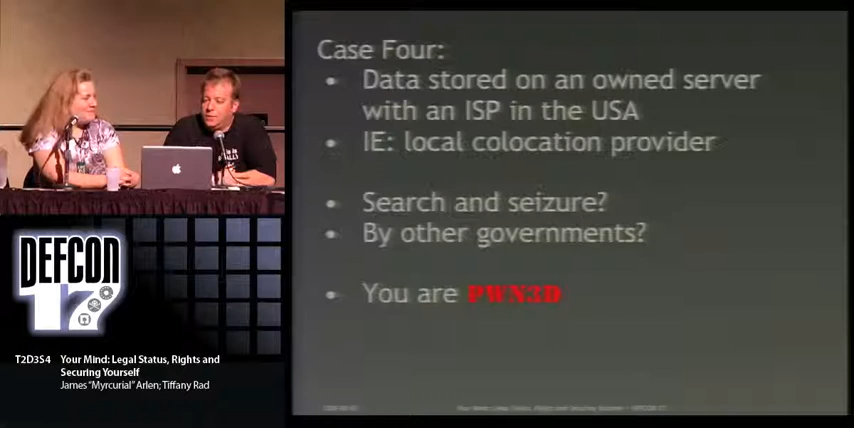 Case Four:
• Data stored on an owned server
with an ISP in the USA
• IE: local colocation provider
• Search and seizure?
• By other governments?
• You are PWN3D
DEFCON
17
T2D3S4 Your Mind: Legal Status, Rights and
Securing Yourself
James "Myrcurial" Arlen; Tiffany Rad